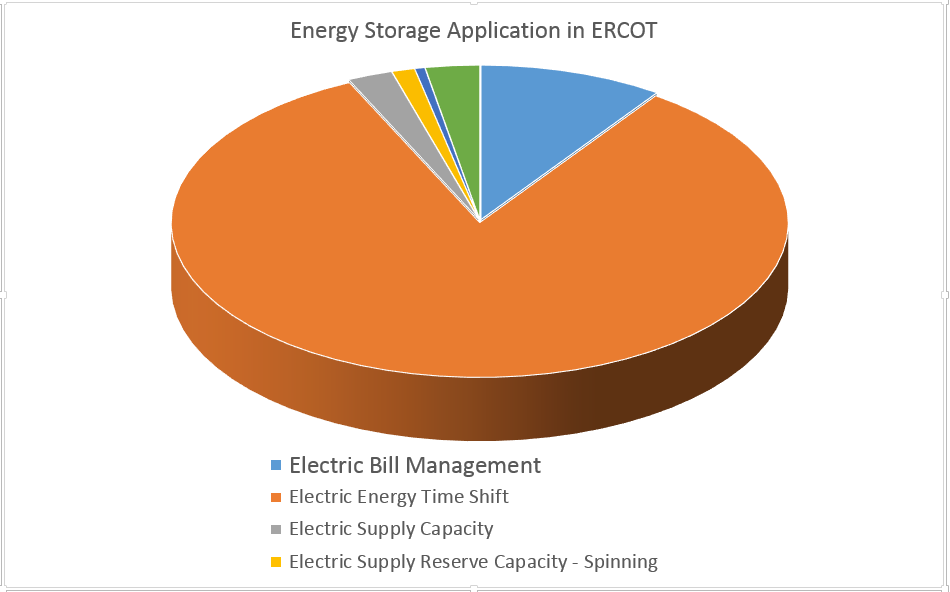 Energy Storage Application in ERCOT
Electric Bill Management
Electric Energy Time Shift
Electric Supply Capacity
Electric Supply Reserve Capacity - Spinning